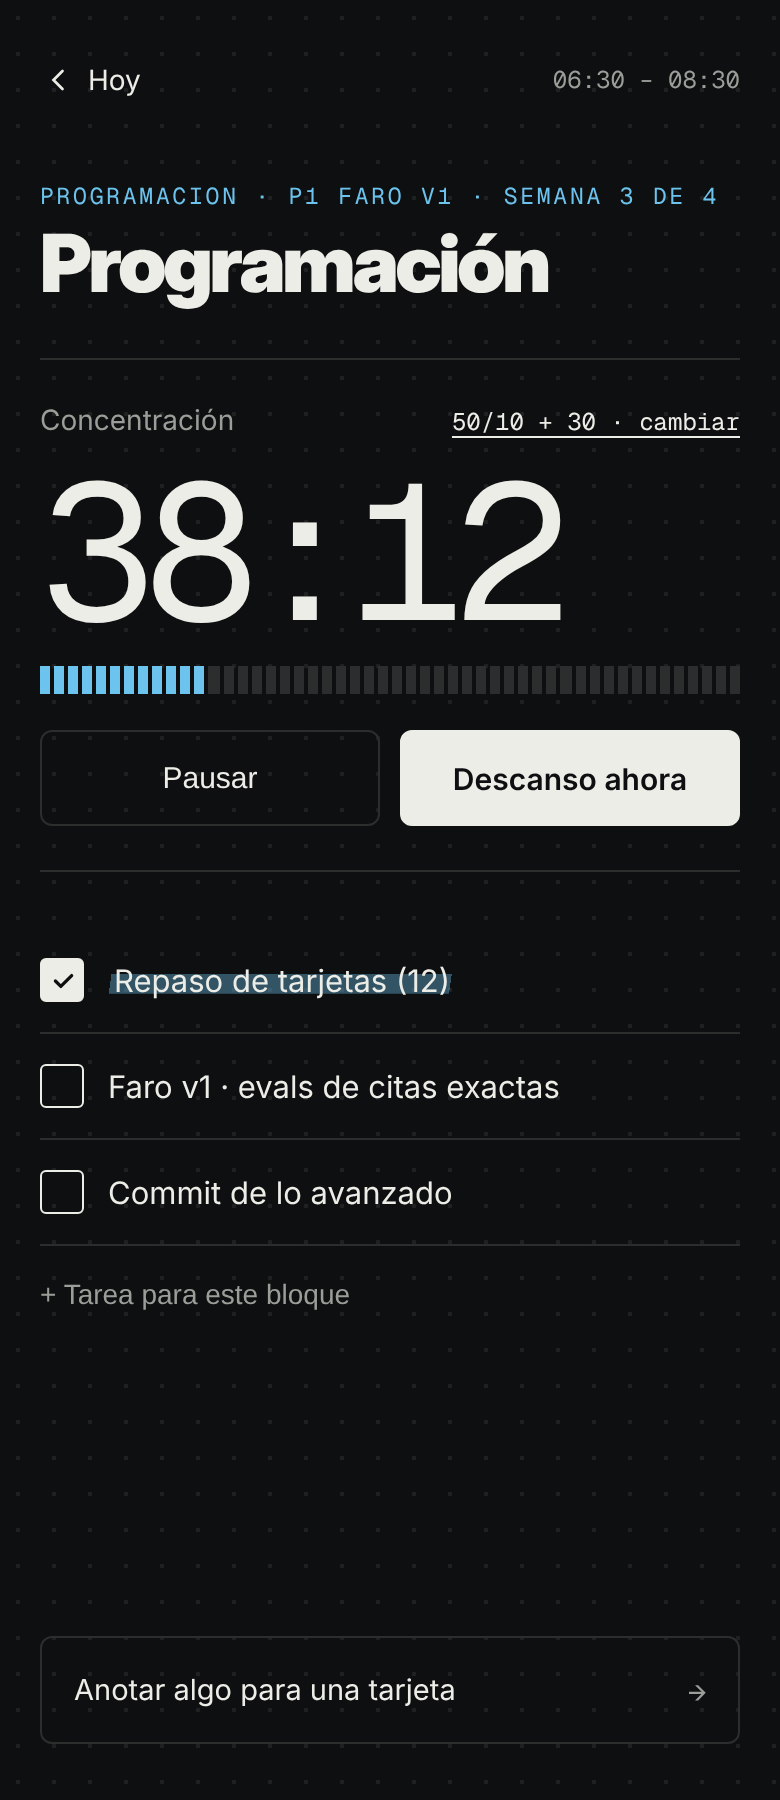 Hoy
06:30 – 08:30
PROGRAMACION · P1 FARO V1 · SEMANA 3 DE 4
Programación
Concentración
50/10 + 30 · cambiar
38:12
Pausar
Descanso ahora
Repaso de tarjetas (12)
Faro v1 · evals de citas exactas
Commit de lo avanzado
+ Tarea para este bloque
Anotar algo para una tarjeta →